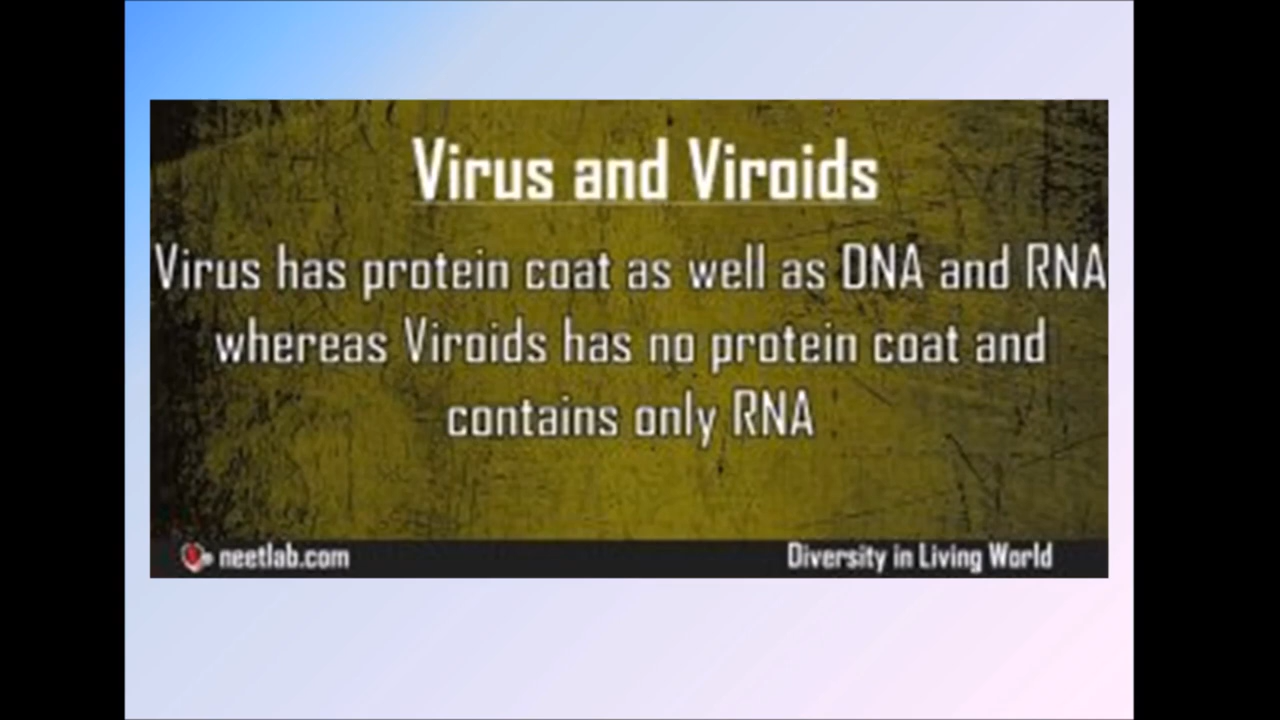 Virus and Viroids
Virus has protein coat as well as DNA and RNA
whereas Viroids has no protein coat and
contains only RNA
neetlab.com
Diversity in Living World